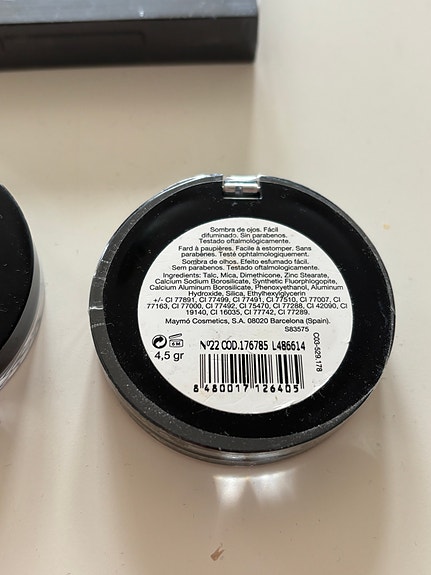 Sombra de ojos. Fácil
difuminado. Sin parabenos.
Testado oftalmológicamente.
Fard à paupières. Facile à estomper. Sans
parabènes. Testé ophtalmologiquement.
Sombra de olhos. Efeito esfumado fácil.
Sem parabenos. Testado oftalmologicamente.
Ingredients: Talc, Mica, Dimethicone, Zinc Stearate,
Calcium Sodium Borosilicate, Synthetic Fluorphlogopite,
Calcium Aluminum Borosilicate, Phenoxyethanol, Aluminum
Hydroxide, Silica, Ethylhexylglycerin
+/- CI 77891, CI 77499, CI 77491, CI 77510, CI 77007, CI
77163, CI 77000, CI 77492, CI 75470, CI 77288, CI 42090, CI
19140, CI 16035, CI 77742, CI 77289.
Maymó Cosmetics, S.A. 08020 Barcelona (Spain).
S83575
6M
Nº22 COD.176785 L486614
4,5 gr
8 480017 126405
C03-529.178